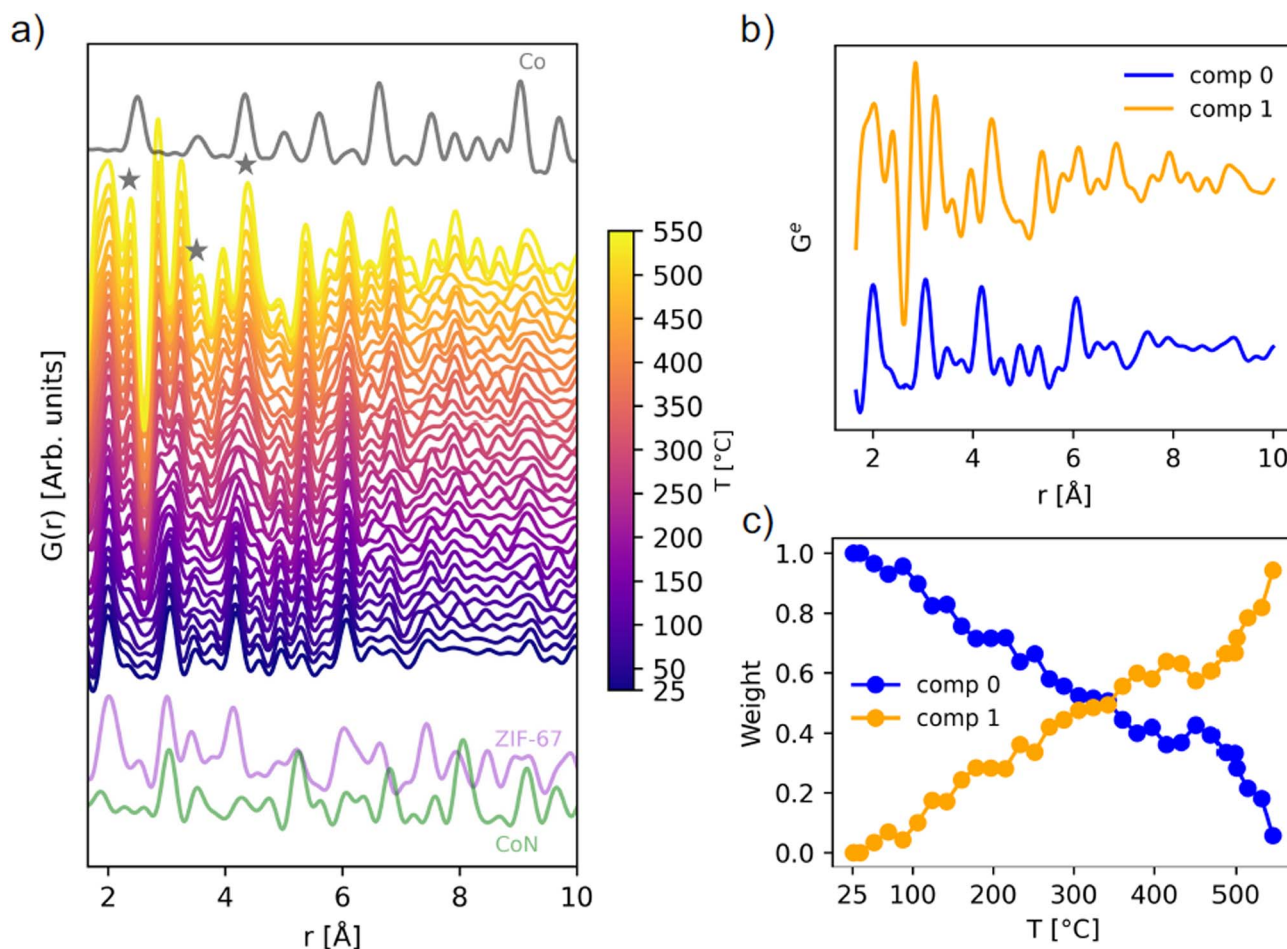 a)
Co
G(r) [Arb. units]
ZIF-67
CoN
2 4 6 8 10
r [Å]
550
500
450
400
350
300
250
200
150
100
50
25
T [°C]
b)
comp 0
comp 1
Gᵉ
2 4 6 8 10
r [Å]
c)
1.0
0.8
0.6
0.4
0.2
0.0
Weight
comp 0
comp 1
25 100 200 300 400 500
T [°C]